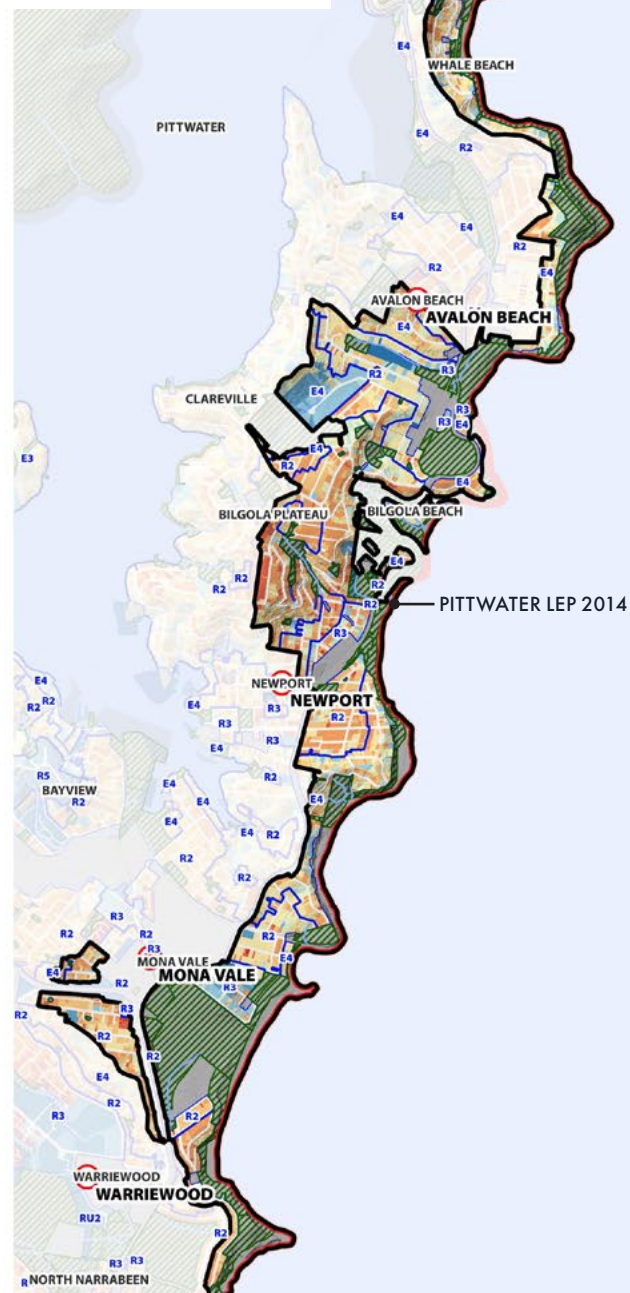 E4
WHALE BEACH
PITTWATER
E4
R2
E4
E4
R2
R2
E4
AVALON BEACH
AVALON BEACH
E4
R3
R2
E4
CLAREVILLE
R3
R3
E4
E4
E3
R2
E4
BILGOLA PLATEAU
BILGOLA BEACH
E4
R2
R2
R2
R2
PITTWATER LEP 2014
R3
NEWPORT
NEWPORT
E4
R2
R2
E4
R3
R3
R2
E4
R3
E4
R5
BAYVIEW
R2
R2
E4
E4
E4
E4
R2
R2
R2
R3
R2
R2
R2
R3
MONA VALE
MONA VALE
E4
E4
R2
R3
R3
R2
R2
R2
E4
R2
R3
R2
WARRIEWOOD
WARRIEWOOD
RU2
R2
R3
R3
R
NORTH NARRABEEN